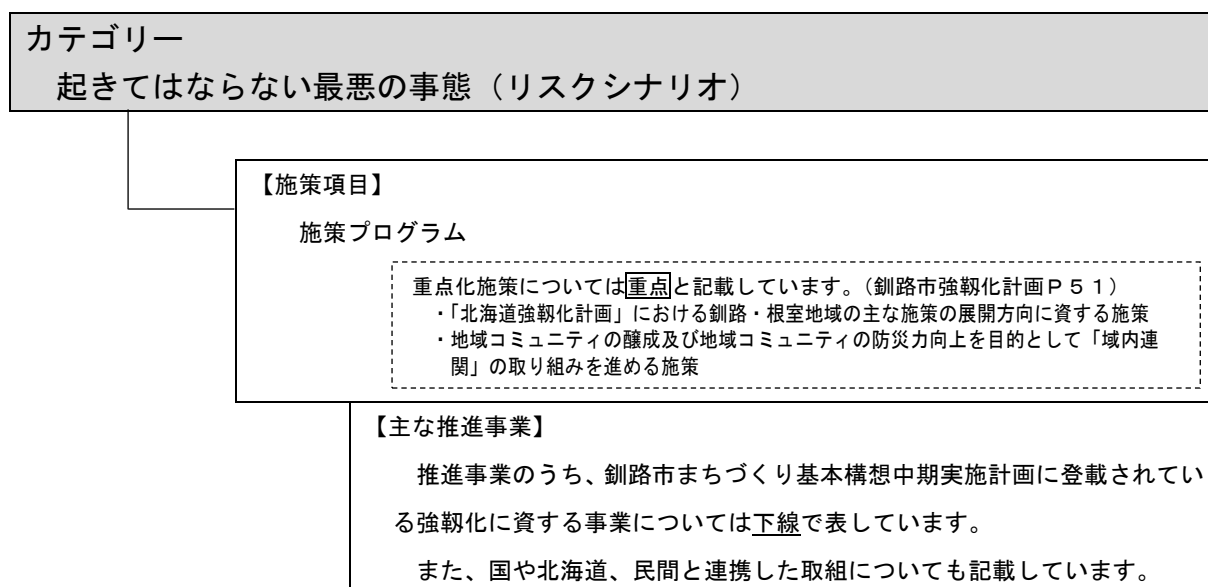 カテゴリー
起きてはならない最悪の事態（リスクシナリオ）
【施策項目】
施策プログラム
重点化施策については重点と記載しています。（釧路市強靱化計画Ｐ５１）
・「北海道強靱化計画」における釧路・根室地域の主な施策の展開方向に資する施策
・地域コミュニティの醸成及び地域コミュニティの防災力向上を目的として「域内連
関」の取り組みを進める施策
【主な推進事業】
推進事業のうち、釧路市まちづくり基本構想中期実施計画に登載されてい
る強靱化に資する事業については下線で表しています。
また、国や北海道、民間と連携した取組についても記載しています。